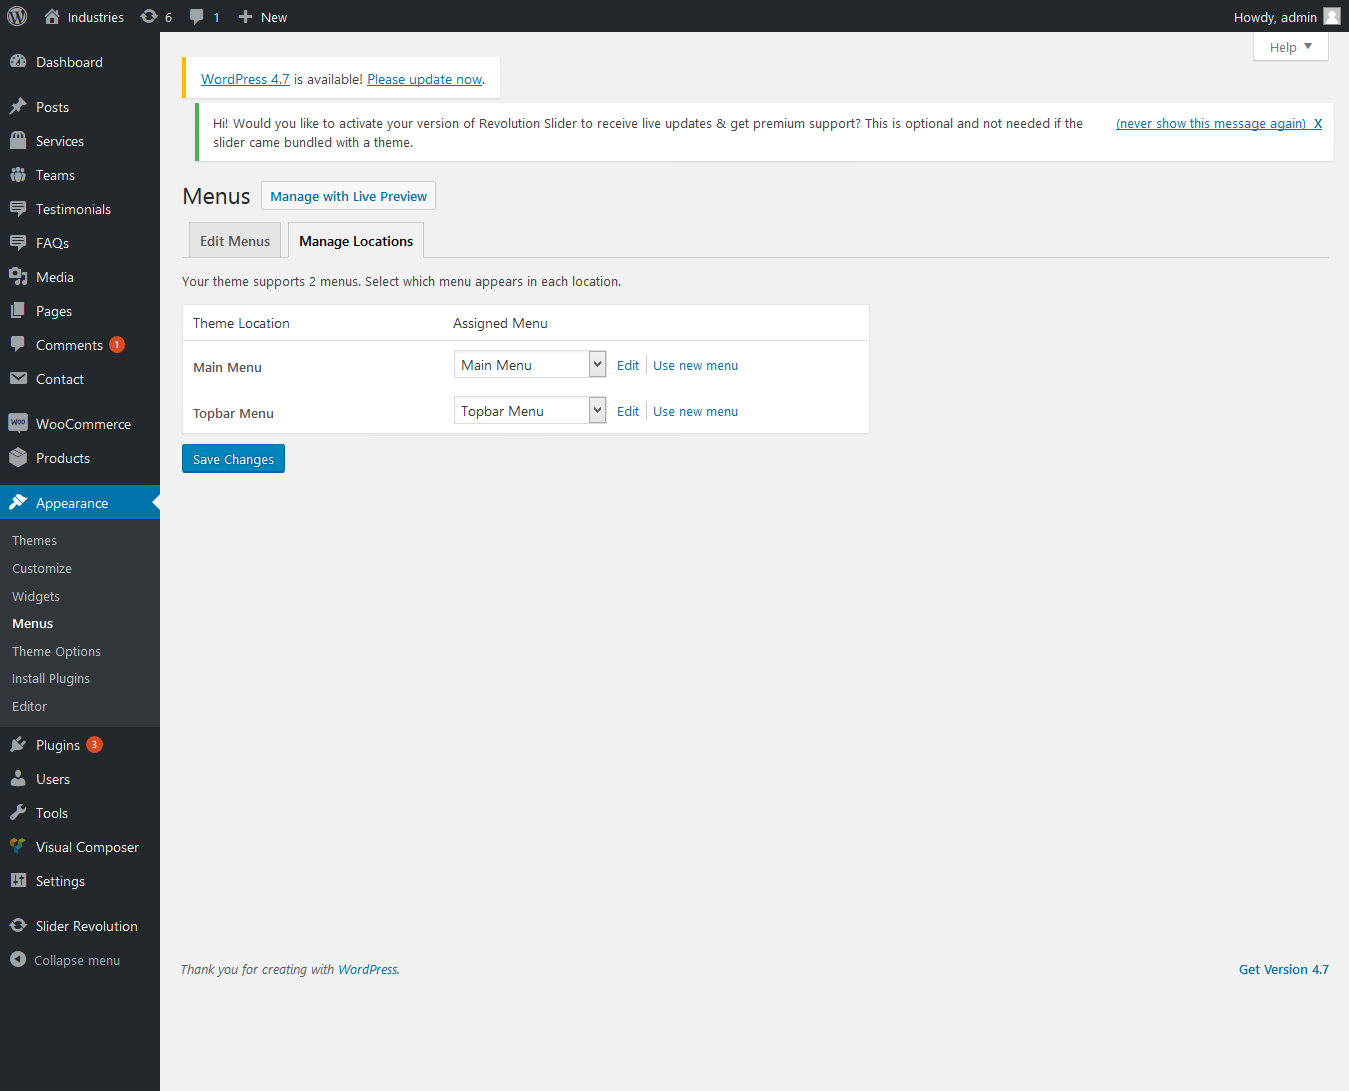 Industries 6 1 New Howdy, admin
Help
Dashboard
Posts
Services
Teams
Testimonials
FAQs
Media
Pages
Comments 1
Contact
WOO WooCommerce
Products
Appearance
Themes
Customize
Widgets
Menus
Theme Options
Install Plugins
Editor
Plugins 3
Users
Tools
Visual Composer
Settings
Slider Revolution
Collapse menu
WordPress 4.7 is available! Please update now.
Hi! Would you like to activate your version of Revolution Slider to receive live updates & get premium support? This is optional and not needed if the
slider came bundled with a theme.
(never show this message again) X
Menus Manage with Live Preview
Edit Menus Manage Locations
Your theme supports 2 menus. Select which menu appears in each location.
Theme Location Assigned Menu
Main Menu Main Menu Edit Use new menu
Topbar Menu Topbar Menu Edit Use new menu
Save Changes
Thank you for creating with WordPress. Get Version 4.7